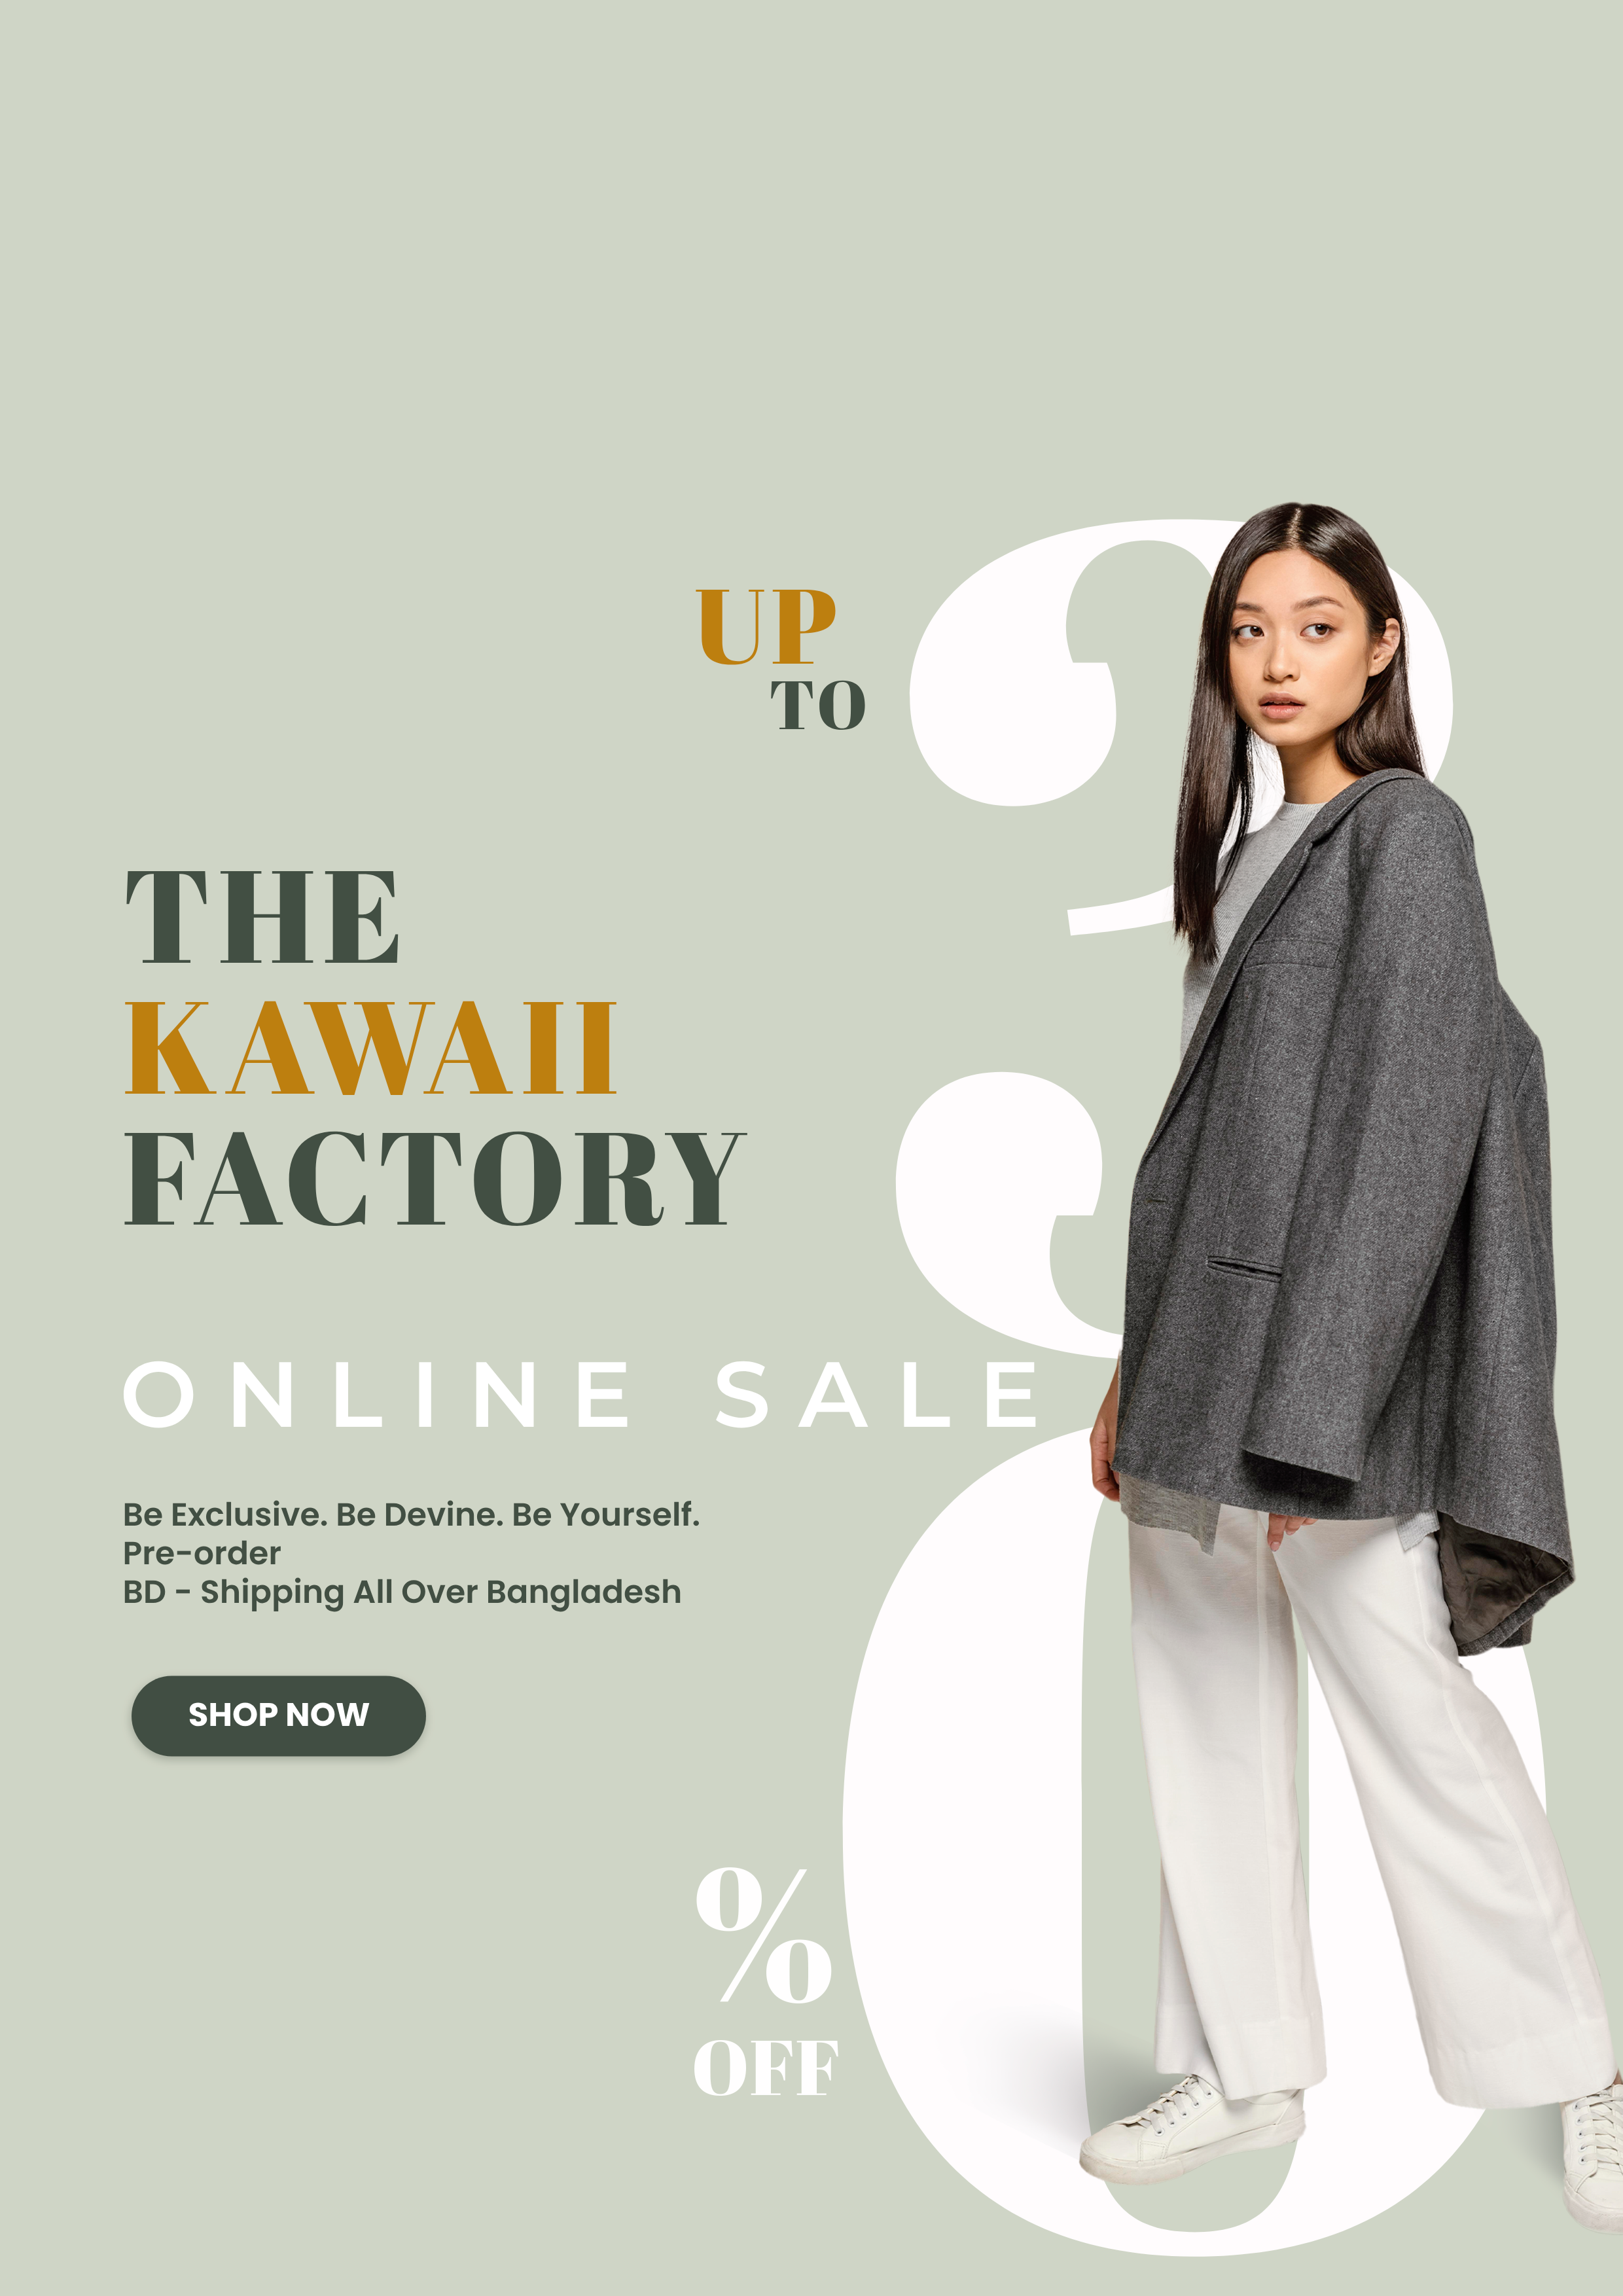 UP
TO
30
%
OFF
THE
KAWAII
FACTORY
ONLINE SALE
Be Exclusive. Be Devine. Be Yourself.
Pre-order
BD - Shipping All Over Bangladesh
SHOP NOW